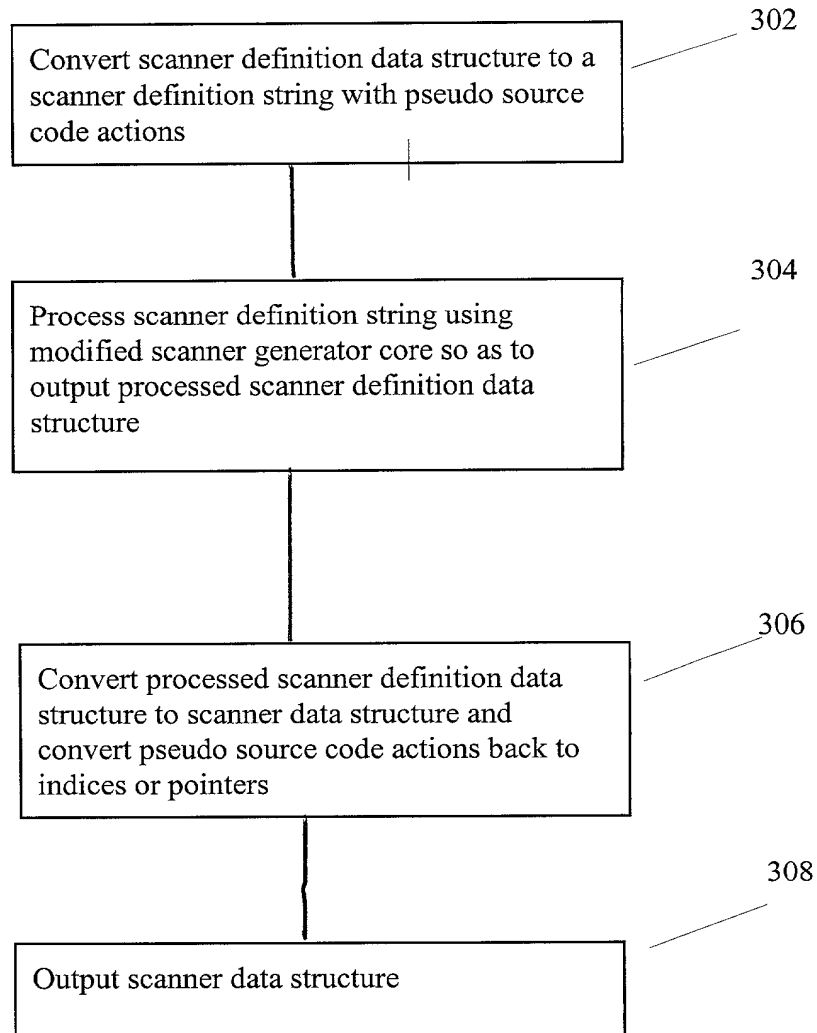 302
Convert scanner definition data structure to a
scanner definition string with pseudo source
code actions
304
Process scanner definition string using
modified scanner generator core so as to
output processed scanner definition data
structure
306
Convert processed scanner definition data
structure to scanner data structure and
convert pseudo source code actions back to
indices or pointers
308
Output scanner data structure